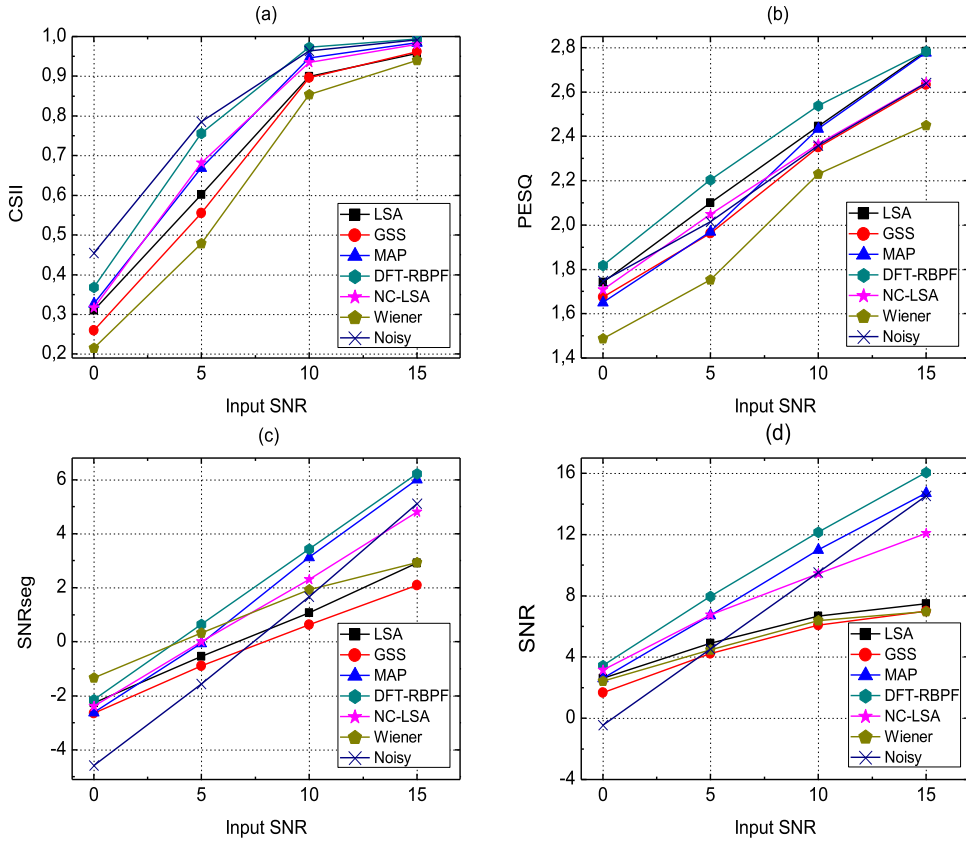 (a)
1,0
0,9
0,8
0,7
0,6
0,5
0,4
0,3
0,2
CSII
LSA
GSS
MAP
DFT-RBPF
NC-LSA
Wiener
Noisy
0 5 10 15
Input SNR
(b)
2,8
2,6
2,4
2,2
2,0
1,8
1,6
1,4
PESQ
LSA
GSS
MAP
DFT-RBPF
NC-LSA
Wiener
Noisy
0 5 10 15
Input SNR
(c)
6
4
2
0
-2
-4
SNRseg
LSA
GSS
MAP
DFT-RBPF
NC-LSA
Wiener
Noisy
0 5 10 15
Input SNR
(d)
16
12
8
4
0
-4
SNR
LSA
GSS
MAP
DFT-RBPF
NC-LSA
Wiener
Noisy
0 5 10 15
Input SNR